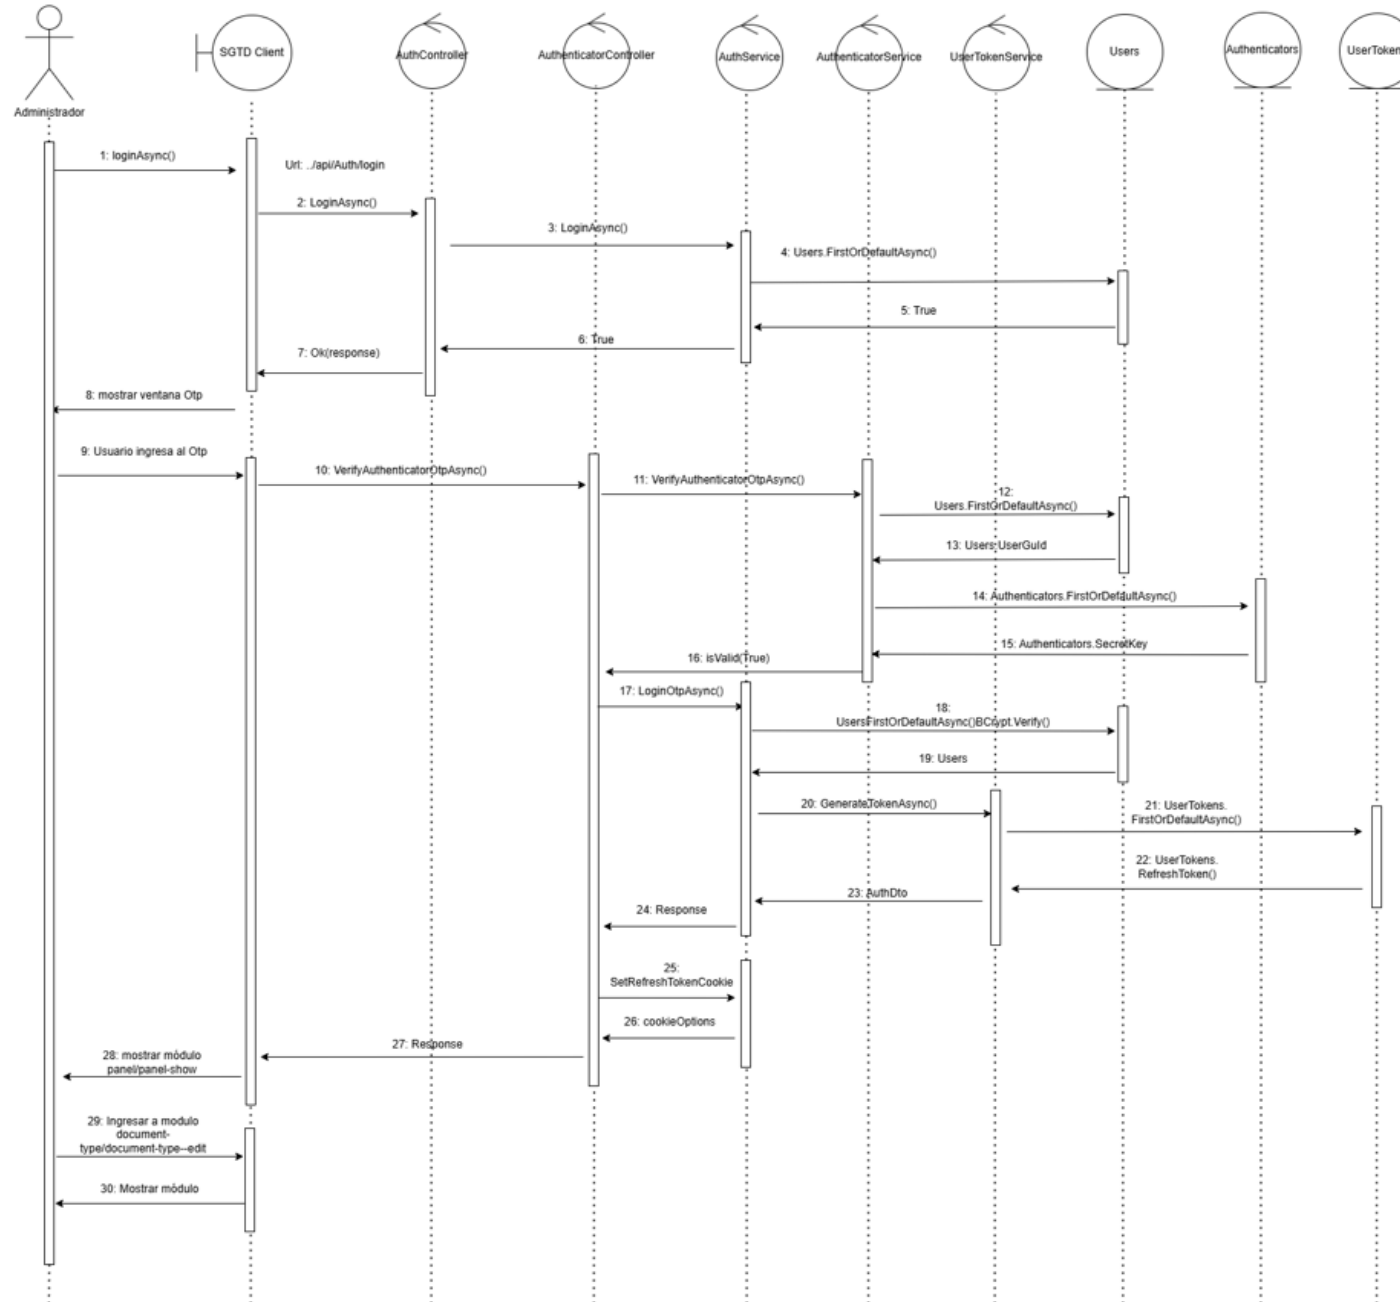 SGTD Client
AuthController
AuthenticatorController
AuthService
AuthenticatorService
UserTokenService
Users
Authenticators
UserToken
Administrador
1: loginAsync()
Url: ../api/Auth/login
2: LoginAsync()
3: LoginAsync()
4: Users.FirstOrDefaultAsync()
5: True
6: True
7: Ok(response)
8: mostrar ventana Otp
9: Usuario ingresa al Otp
10: VerifyAuthenticatorOtpAsync()
11: VerifyAuthenticatorOtpAsync()
12:
Users.FirstOrDefaultAsync()
13: Users.UserGuId
14: Authenticators.FirstOrDefaultAsync()
15: Authenticators.SecretKey
16: isValid(True)
17: LoginOtpAsync()
18:
UsersFirstOrDefaultAsync()BCrypt.Verify()
19: Users
20: GenerateTokenAsync()
21: UserTokens.
FirstOrDefaultAsync()
22: UserTokens.
RefreshToken()
23: AuthDto
24: Response
25:
SetRefreshTokenCookie
26: cookieOptions
27: Response
28: mostrar módulo
panel/panel-show
29: Ingresar a modulo
document-
type/document-type--edit
30: Mostrar módulo